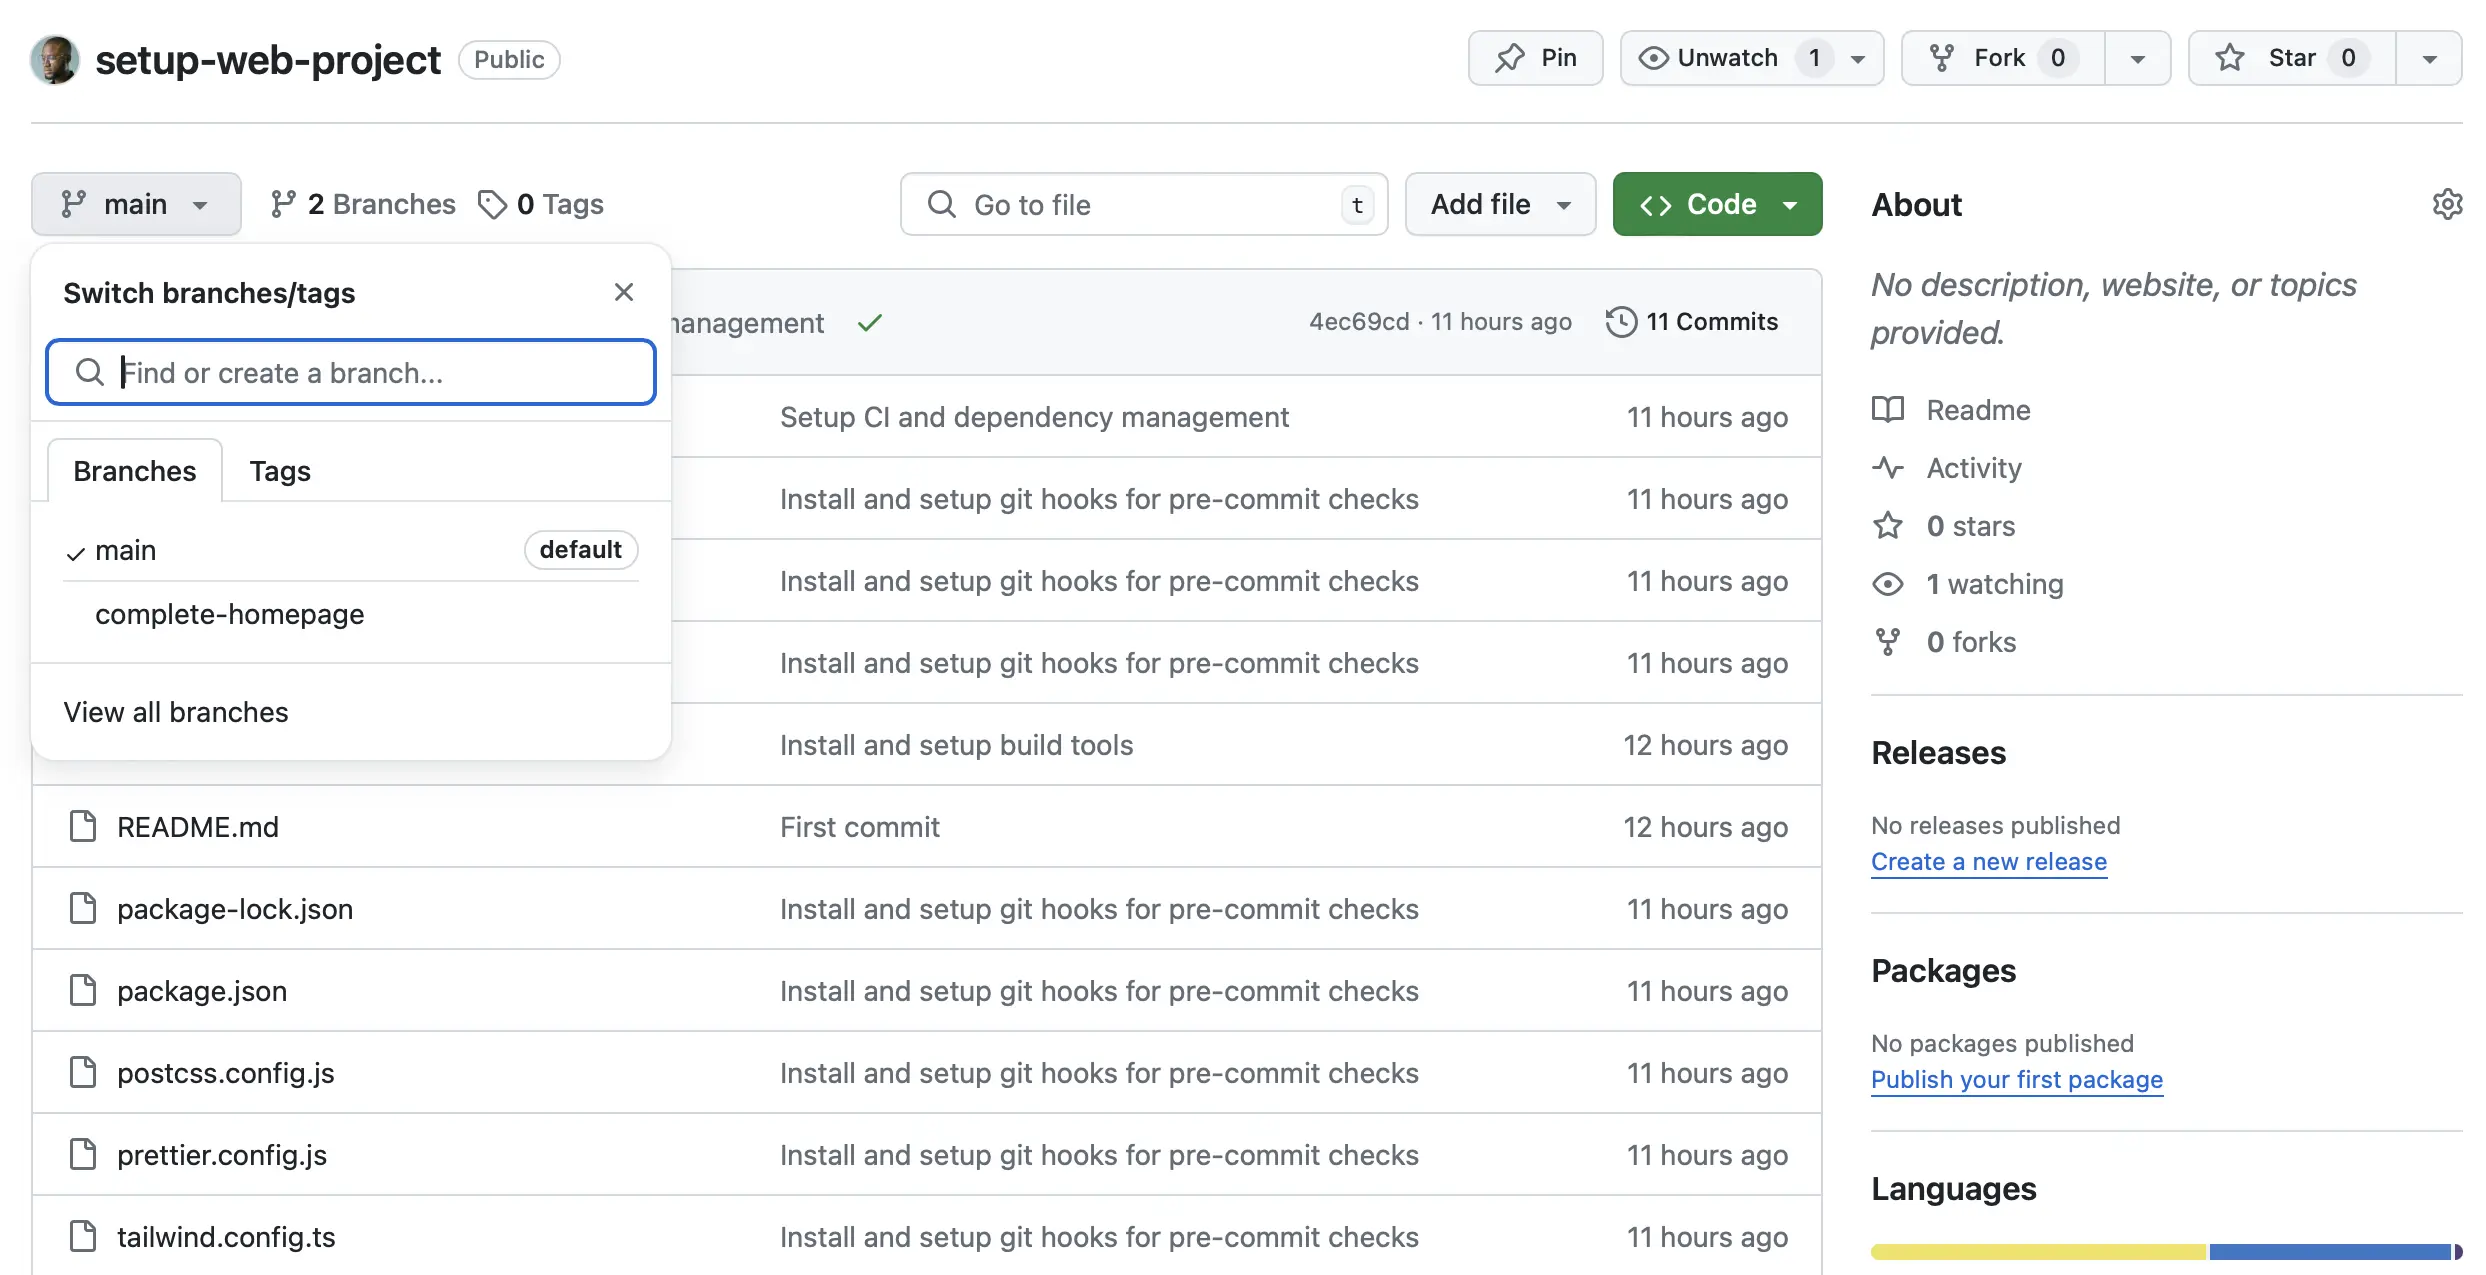 setup-web-project Public Pin Unwatch 1 Fork 0 Star 0
main 2 Branches 0 Tags Go to file t Add file Code
Switch branches/tags
Find or create a branch...
Branches Tags
main default
complete-homepage
View all branches
management 4ec69cd · 11 hours ago 11 Commits
Setup CI and dependency management 11 hours ago
Install and setup git hooks for pre-commit checks 11 hours ago
Install and setup git hooks for pre-commit checks 11 hours ago
Install and setup git hooks for pre-commit checks 11 hours ago
Install and setup build tools 12 hours ago
README.md First commit 12 hours ago
package-lock.json Install and setup git hooks for pre-commit checks 11 hours ago
package.json Install and setup git hooks for pre-commit checks 11 hours ago
postcss.config.js Install and setup git hooks for pre-commit checks 11 hours ago
prettier.config.js Install and setup git hooks for pre-commit checks 11 hours ago
tailwind.config.ts Install and setup git hooks for pre-commit checks 11 hours ago
About
No description, website, or topics
provided.
Readme
Activity
0 stars
1 watching
0 forks
Releases
No releases published
Create a new release
Packages
No packages published
Publish your first package
Languages